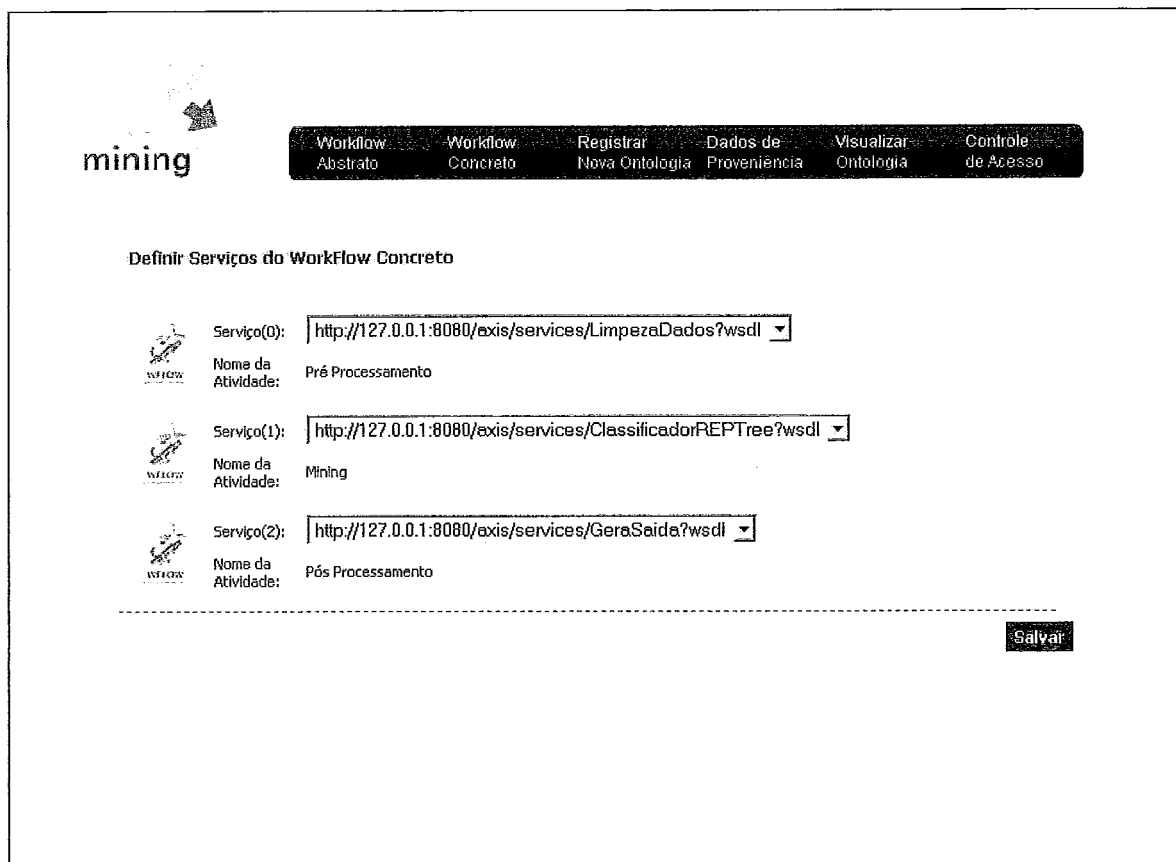 mining
Workflow Abstrato
Workflow Concreto
Registrar Nova Ontologia
Dados de Proveniência
Visualizar Ontologia
Controle de Acesso
Definir Serviços do WorkFlow Concreto
Serviço(0): http://127.0.0.1:8080/axis/services/LimpezaDados?wsdl
wflow
Nome da
Atividade: Pré Processamento
Serviço(1): http://127.0.0.1:8080/axis/services/ClassificadorREPTree?wsdl
wflow
Nome da
Atividade: Mining
Serviço(2): http://127.0.0.1:8080/axis/services/GeraSaida?wsdl
wflow
Nome da
Atividade: Pós Processamento
Salvar